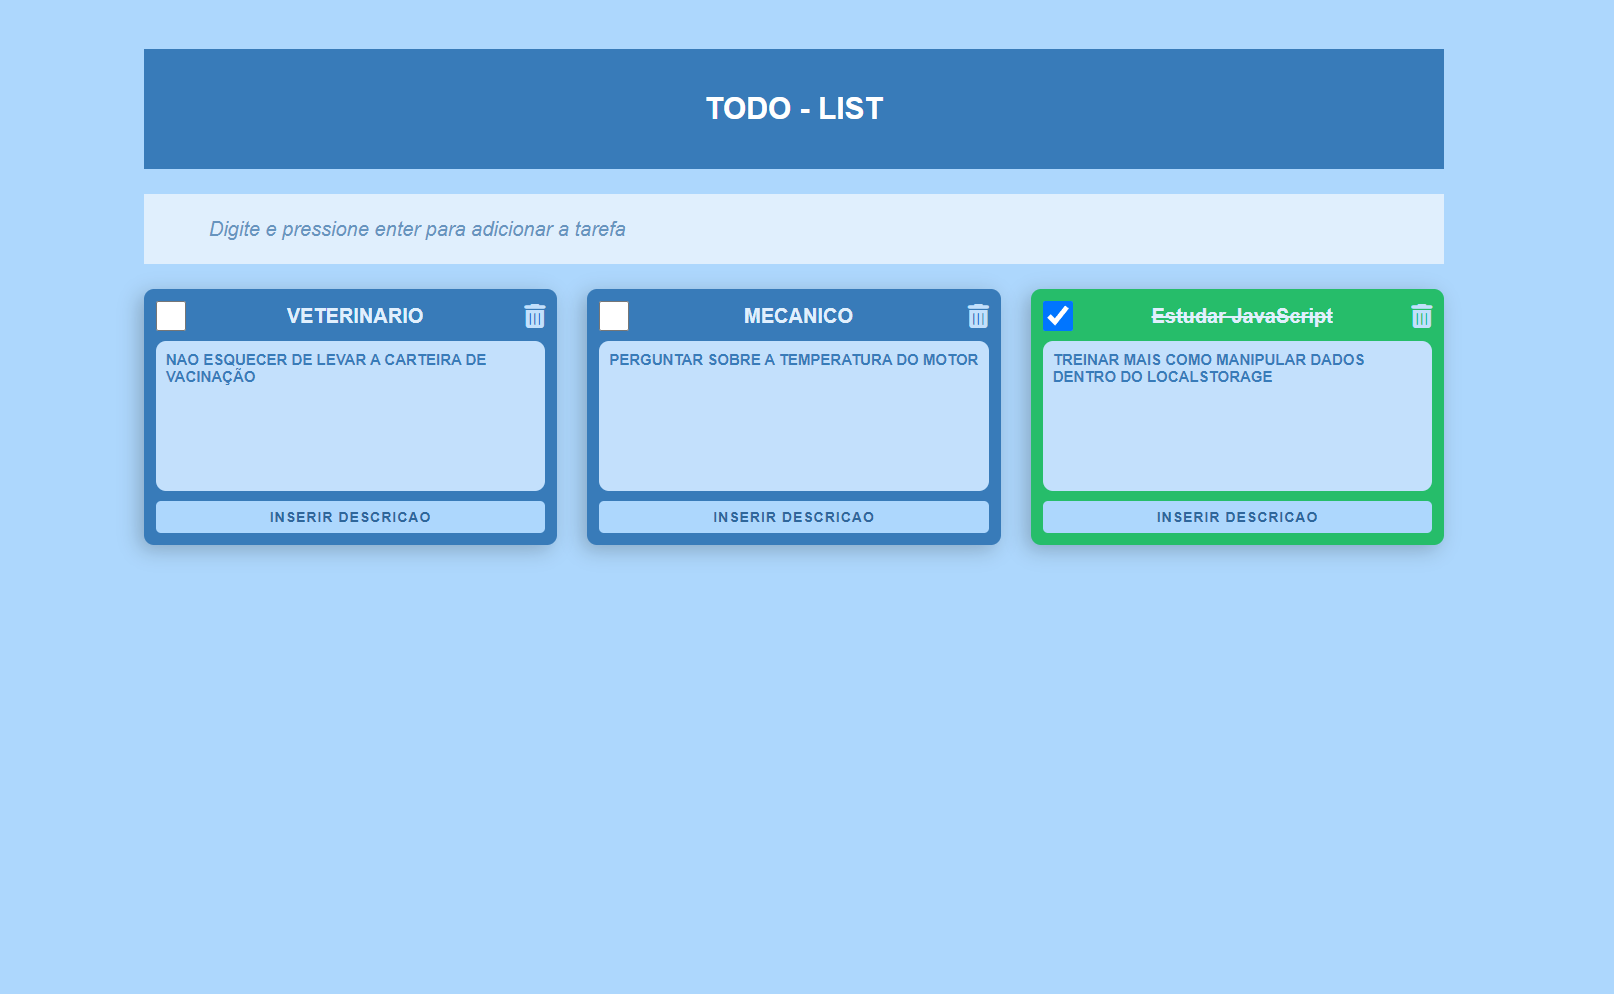 TODO - LIST
Digite e pressione enter para adicionar a tarefa
VETERINARIO
NAO ESQUECER DE LEVAR A CARTEIRA DE
VACINAÇÃO
INSERIR DESCRICAO
MECANICO
PERGUNTAR SOBRE A TEMPERATURA DO MOTOR
INSERIR DESCRICAO
Estudar JavaScript
TREINAR MAIS COMO MANIPULAR DADOS
DENTRO DO LOCALSTORAGE
INSERIR DESCRICAO